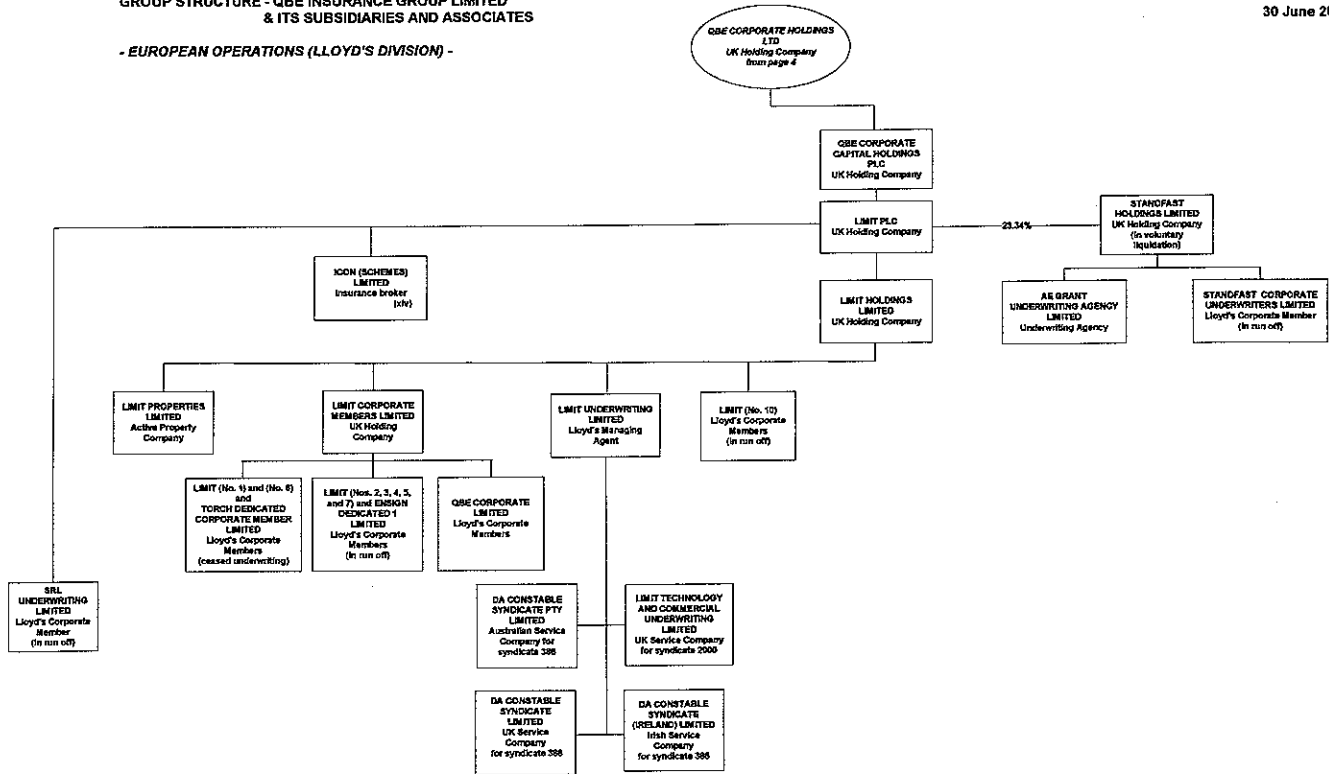 GROUP STRUCTURE - QBE INSURANCE GROUP LIMITED
& ITS SUBSIDIARIES AND ASSOCIATES
30 June 20
- EUROPEAN OPERATIONS (LLOYD'S DIVISION) -
QBE CORPORATE HOLDINGS
LTD
UK Holding Company
from page 4
QBE CORPORATE
CAPITAL HOLDINGS
PLC
UK Holding Company
LIMIT PLC
UK Holding Company
23.34%
STANDFAST
HOLDINGS LIMITED
UK Holding Company
(in voluntary
liquidation)
ICON (SCHEMES)
LIMITED
Insurance broker
(xiv)
LIMIT HOLDINGS
LIMITED
UK Holding Company
AE GRANT
UNDERWRITING AGENCY
LIMITED
Underwriting Agency
STANDFAST CORPORATE
UNDERWRITERS LIMITED
Lloyd's Corporate Member
(in run off)
LIMIT PROPERTIES
LIMITED
Active Property
Company
LIMIT CORPORATE
MEMBERS LIMITED
UK Holding
Company
LIMIT UNDERWRITING
LIMITED
Lloyd's Managing
Agent
LIMIT (No. 10)
Lloyd's Corporate
Members
(in run off)
LIMIT (No. 1) and (No. 6)
and
TORCH DEDICATED
CORPORATE MEMBER
LIMITED
Lloyd's Corporate
Members
(ceased underwriting)
LIMIT (Nos. 2, 3, 4, 5,
and 7) and ENSIGN
DEDICATED 1
LIMITED
Lloyd's Corporate
Members
(in run off)
QBE CORPORATE
LIMITED
Lloyd's Corporate
Members
SRL
UNDERWRITING
LIMITED
Lloyd's Corporate
Member
(in run off)
DA CONSTABLE
SYNDICATE PTY
LIMITED
Australian Service
Company for
syndicate 386
LIMIT TECHNOLOGY
AND COMMERCIAL
UNDERWRITING
LIMITED
UK Service Company
for syndicate 2000
DA CONSTABLE
SYNDICATE
LIMITED
UK Service
Company
for syndicate 386
DA CONSTABLE
SYNDICATE
(IRELAND) LIMITED
Irish Service
Company
for syndicate 386